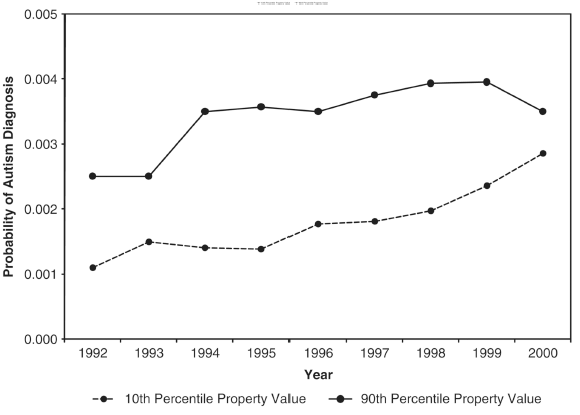 0.005
0.004
0.003
0.002
0.001
0.000
Probability of Autism Diagnosis
1992 1993 1994 1995 1996 1997 1998 1999 2000
Year
10th Percentile Property Value 90th Percentile Property Value